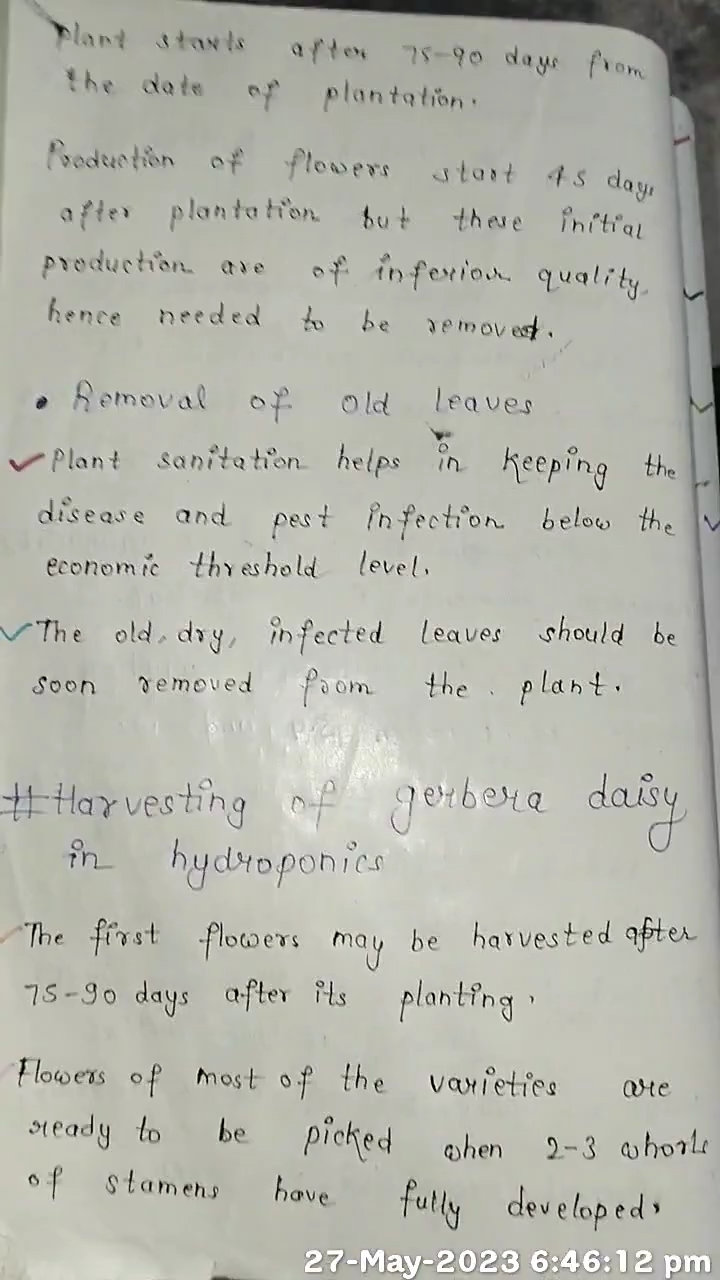 Plant starts after 75-90 days from
the date of plantation.
Production of flowers start 45 days
after plantation but these initial
production are of inferiour quality
hence needed to be removed.
• Removal of old leaves
✓ Plant sanitation helps in keeping the
disease and pest infection below the
economic threshold level.
✓ The old, dry, infected leaves should be
soon removed from the plant.
# Harvesting of gerbera daisy
in hydroponics
The first flowers may be harvested after
75-90 days after its planting,
Flowers of most of the varieties are
ready to be picked when 2-3 whorls
of stamens have fully developed,
27-May-2023 6:46:12 pm